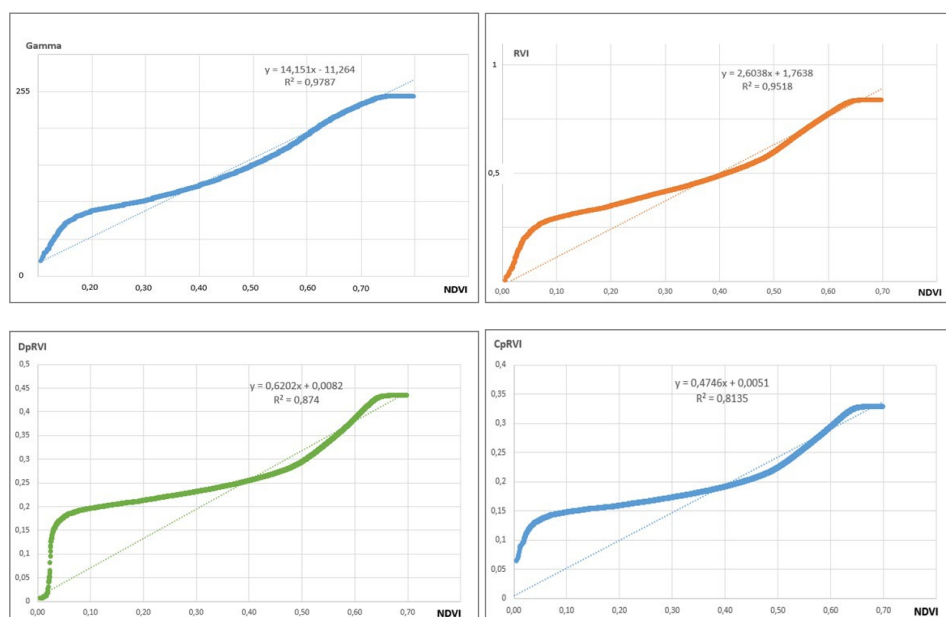 Gamma
y = 14,151x - 11,264
R² = 0,9787
255
0
0,20 0,30 0,40 0,50 0,60 0,70 NDVI
RVI
1
y = 2,6038x + 1,7638
R² = 0,9518
0,5
0,00 0,10 0,20 0,30 0,40 0,50 0,60 0,70 NDVI
DpRVI
0,5
0,45
y = 0,6202x + 0,0082
R² = 0,874
0,4
0,35
0,3
0,25
0,2
0,15
0,1
0,05
0
0,00 0,10 0,20 0,30 0,40 0,50 0,60 0,70 NDVI
CpRVI
0,4
y = 0,4746x + 0,0051
R² = 0,8135
0,35
0,3
0,25
0,2
0,15
0,1
0,05
0
0,00 0,10 0,20 0,30 0,40 0,50 0,60 0,70 NDVI